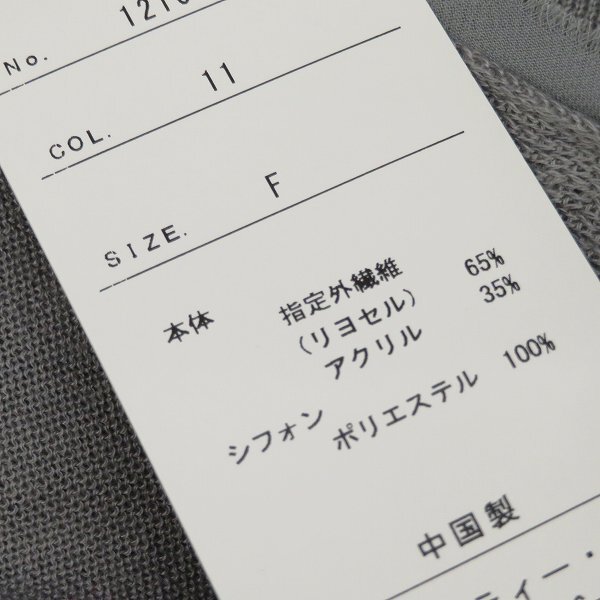 No.
COL. 11
SIZE. F
本体 指定外繊維 65%
(リヨセル)
アクリル 35%
シフォン ポリエステル 100%
中国製